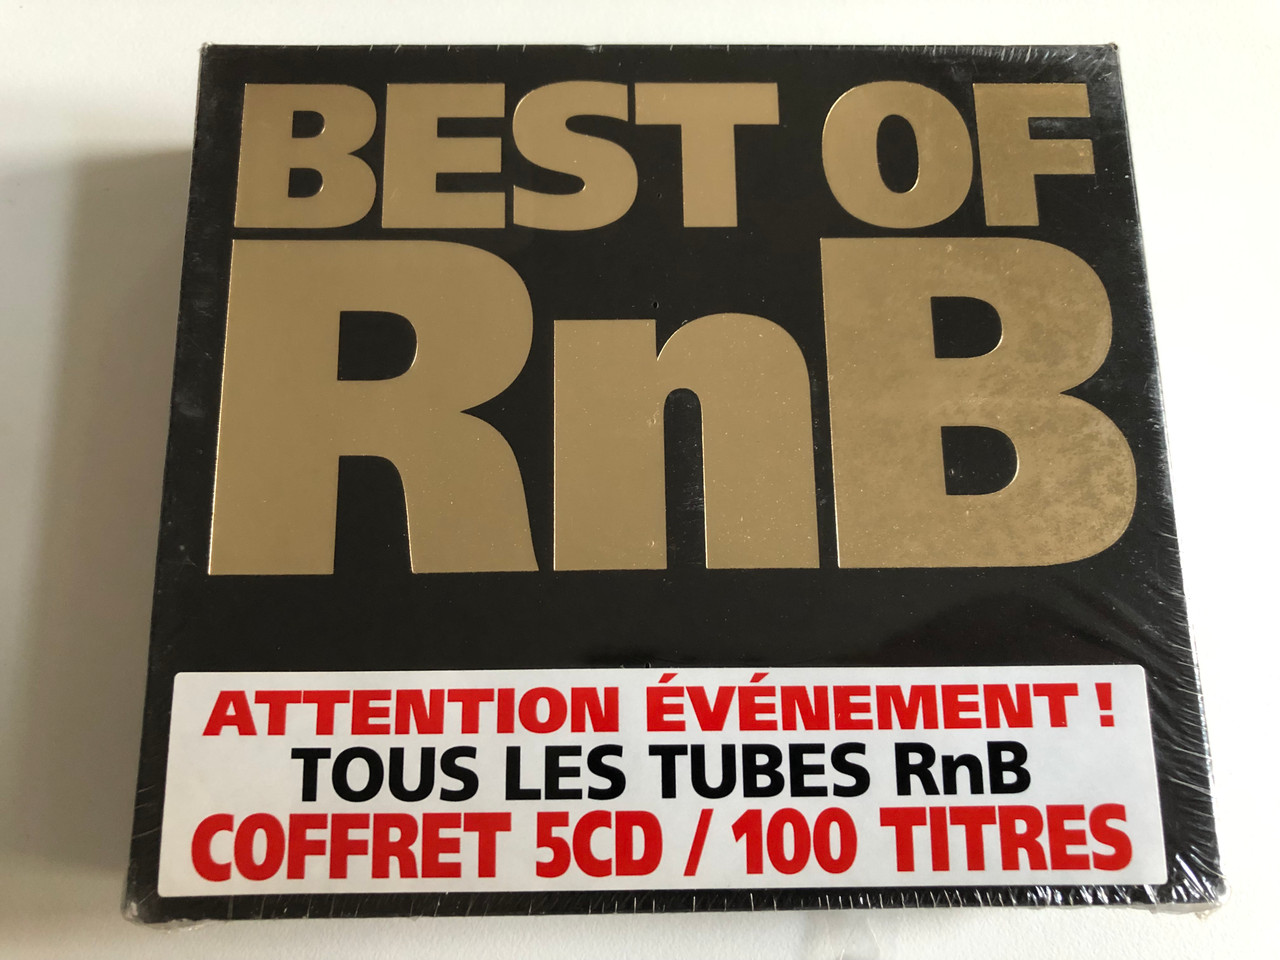 BEST OF
RnB
ATTENTION ÉVÉNEMENT !
TOUS LES TUBES RnB
COFFRET 5CD / 100 TITRES